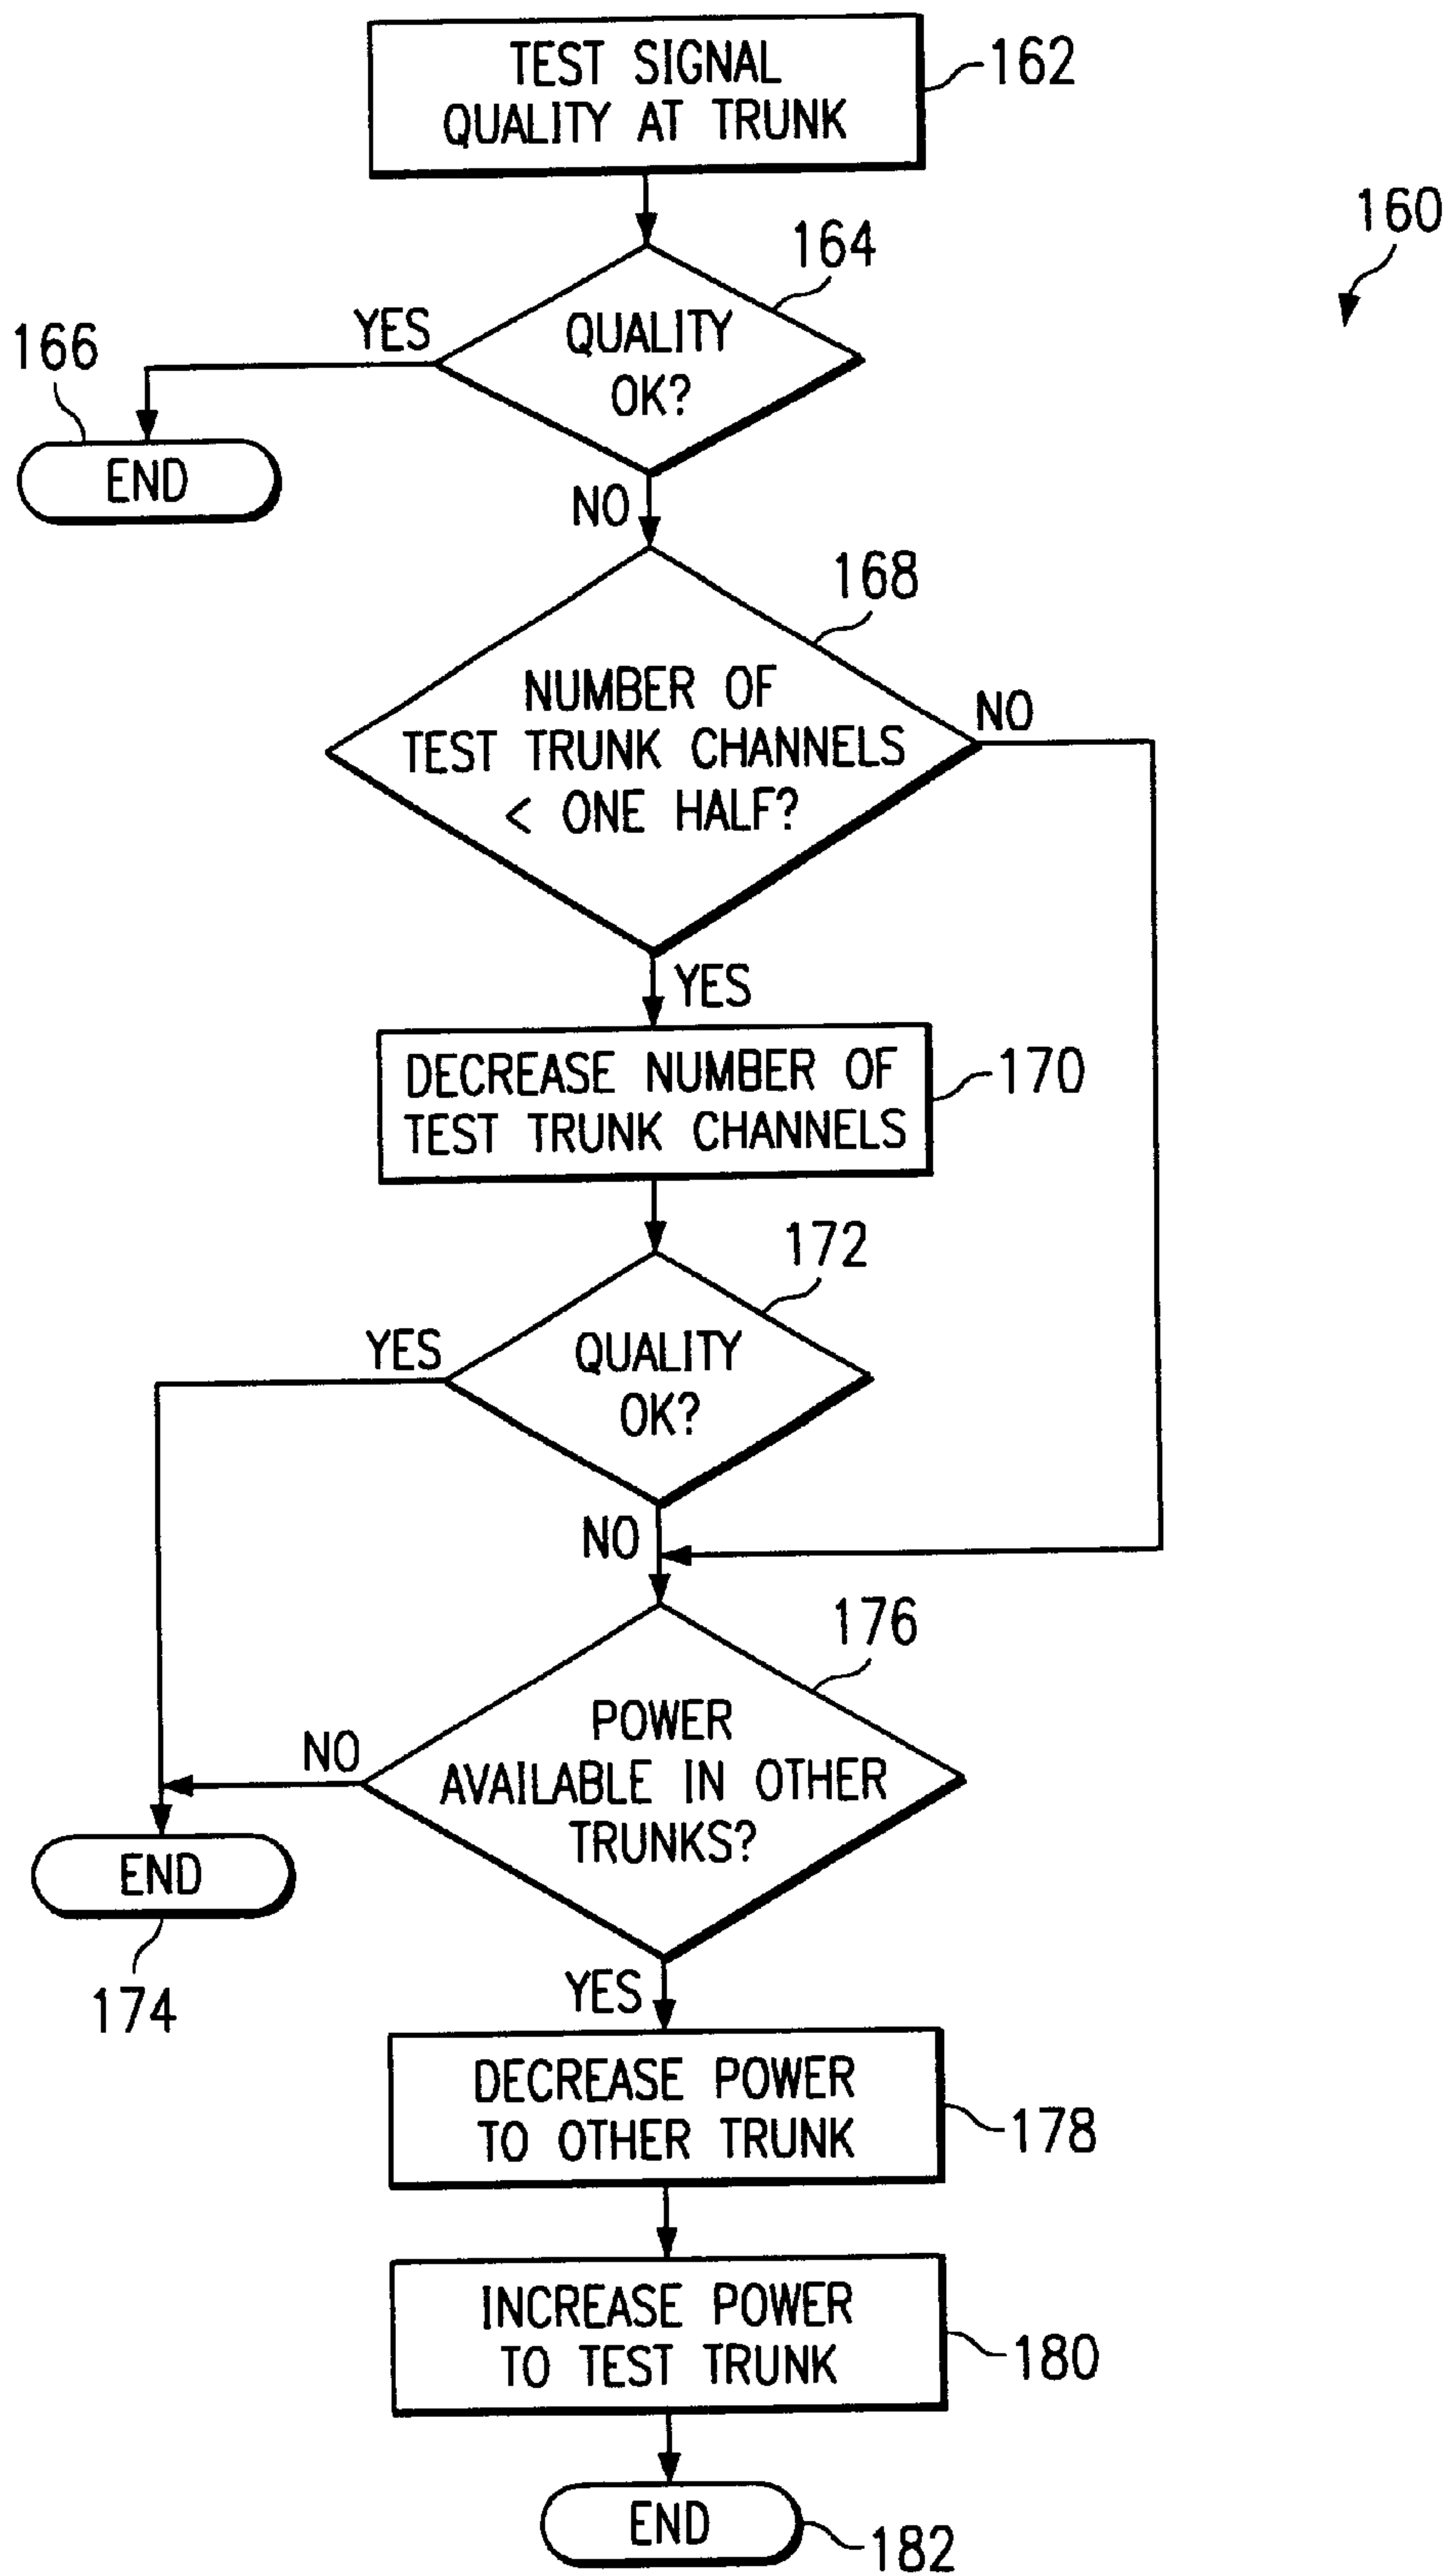 TEST SIGNAL
QUALITY AT TRUNK
162
160
164
QUALITY
OK?
YES
166
END
NO
168
NUMBER OF
TEST TRUNK CHANNELS
< ONE HALF?
NO
YES
DECREASE NUMBER OF
TEST TRUNK CHANNELS
170
172
QUALITY
OK?
YES
NO
176
POWER
AVAILABLE IN OTHER
TRUNKS?
NO
END
174
YES
DECREASE POWER
TO OTHER TRUNK
178
INCREASE POWER
TO TEST TRUNK
180
END
182